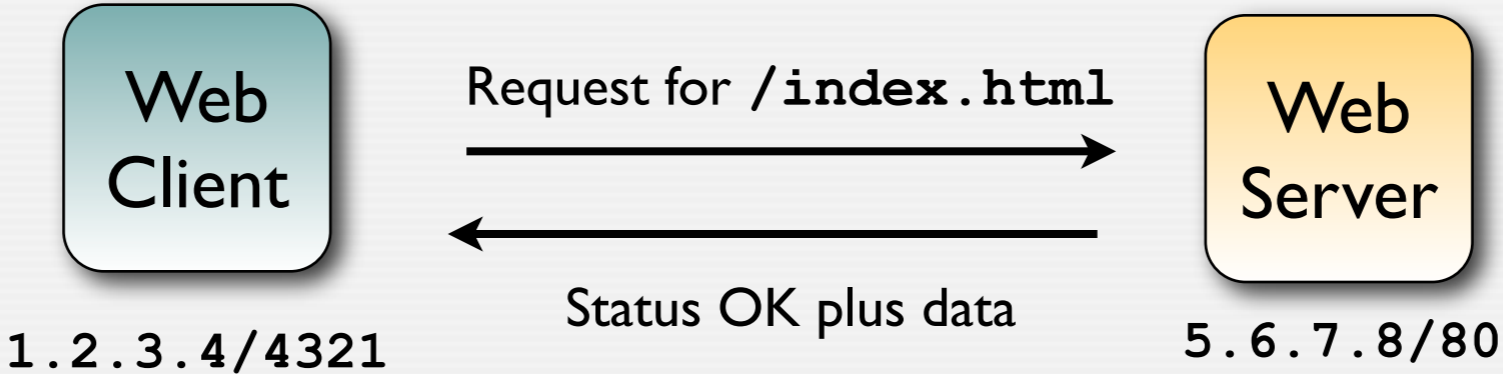 Web
Client
Request for /index.html
Web
Server
Status OK plus data
1.2.3.4/4321
5.6.7.8/80